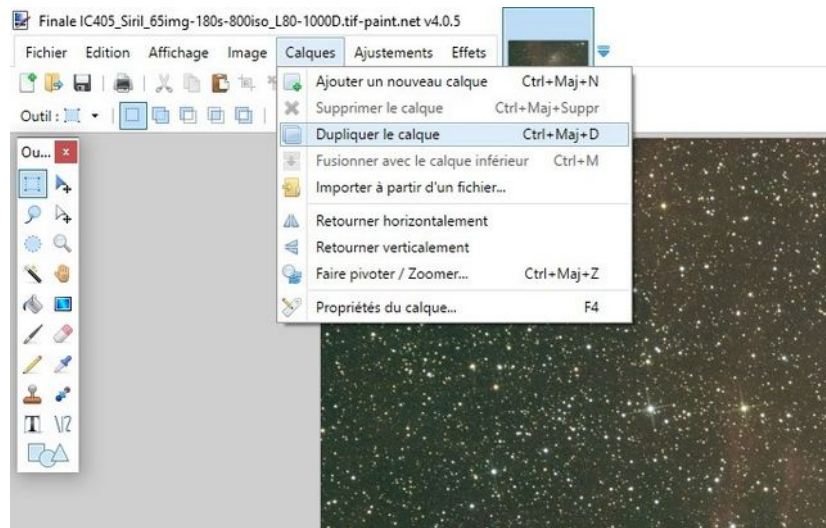 Finale IC405_Siril_65img-180s-800iso_L80-1000D.tif-paint.net v4.0.5
Fichier Edition Affichage Image Calques Ajustements Effets
Ajouter un nouveau calque Ctrl+Maj+N
Outil :
Supprimer le calque Ctrl+Maj+Suppr
Dupliquer le calque Ctrl+Maj+D
Ou...
Fusionner avec le calque inférieur Ctrl+M
Importer à partir d'un fichier...
Retourner horizontalement
Retourner verticalement
Faire pivoter / Zoomer... Ctrl+Maj+Z
Propriétés du calque... F4